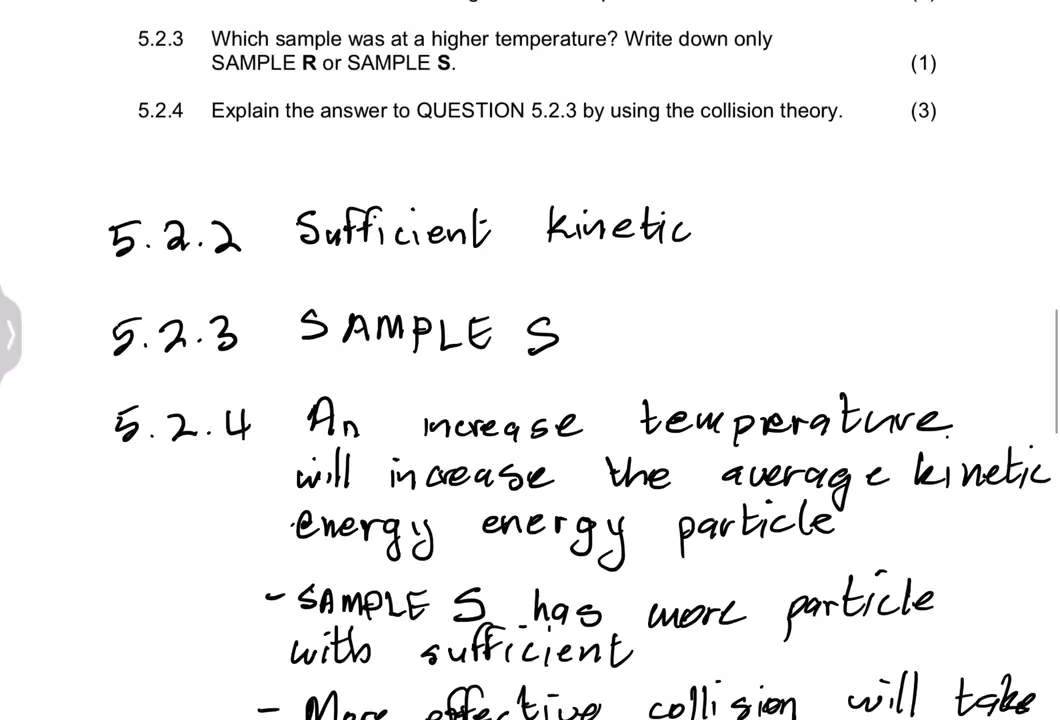 5.2.3 Which sample was at a higher temperature? Write down only
SAMPLE R or SAMPLE S. (1)
5.2.4 Explain the answer to QUESTION 5.2.3 by using the collision theory. (3)
5.2.2 Sufficient kinetic
5.2.3 SAMPLE S
5.2.4 An increase temperature
will increase the average kinetic
energy energy particle
- SAMPLE S has more particle
with sufficient
- More effective collision will take